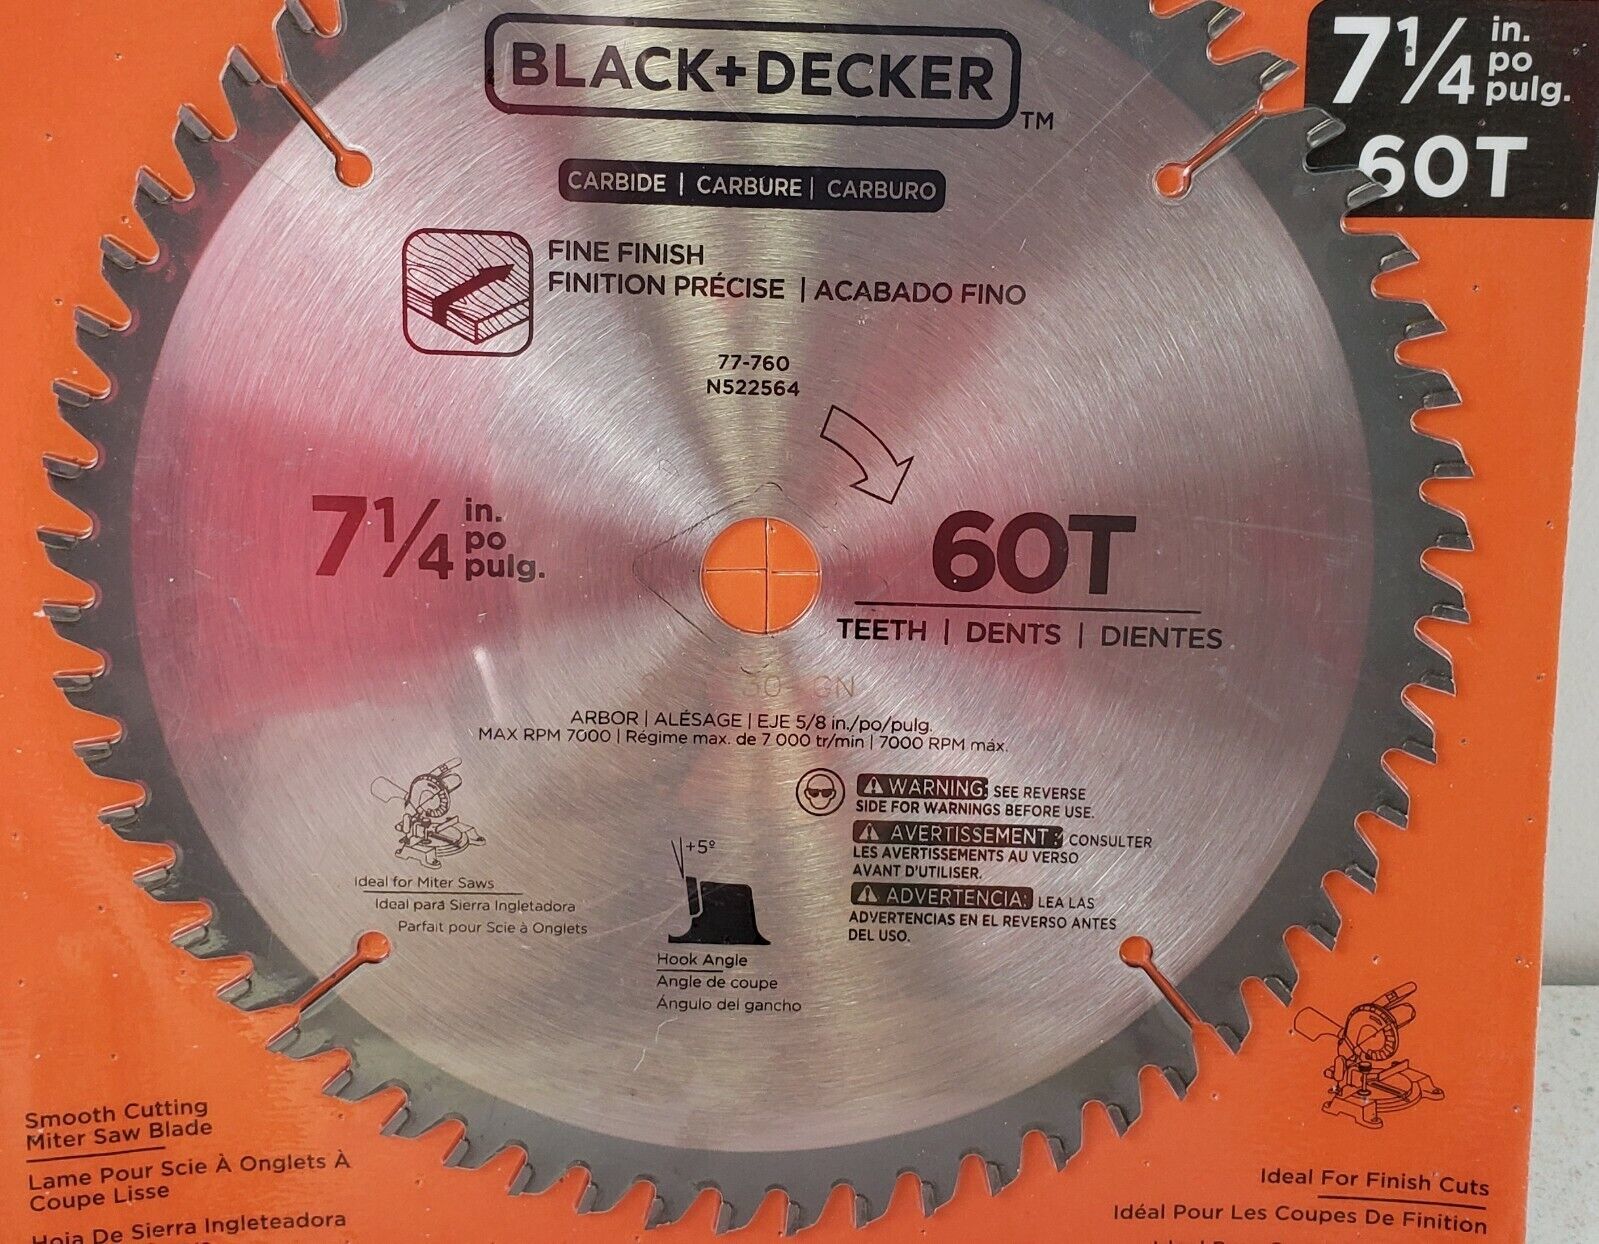 BLACK+DECKER
TM
CARBIDE | CARBURE | CARBURO
FINE FINISH
FINITION PRÉCISE | ACABADO FINO
77-760
N522564
7 1/4 in. po pulg.
60T
7 1/4 in. po pulg.
60T
TEETH | DENTS | DIENTES
ARBOR | ALÉSAGE | EJE 5/8 in./po/pulg.
MAX RPM 7000 | Régime max. de 7 000 tr/min | 7000 RPM máx.
WARNING: SEE REVERSE
SIDE FOR WARNINGS BEFORE USE.
AVERTISSEMENT : CONSULTER
LES AVERTISSEMENTS AU VERSO
AVANT D'UTILISER.
ADVERTENCIA: LEA LAS
ADVERTENCIAS EN EL REVERSO ANTES
DEL USO.
Ideal for Miter Saws
Ideal para Sierra Ingletadora
Parfait pour Scie à Onglets
+5°
Hook Angle
Angle de coupe
Ángulo del gancho
Smooth Cutting
Miter Saw Blade
Lame Pour Scie À Onglets À
Coupe Lisse
Hoja De Sierra Ingleteadora
Ideal For Finish Cuts
Idéal Pour Les Coupes De Finition